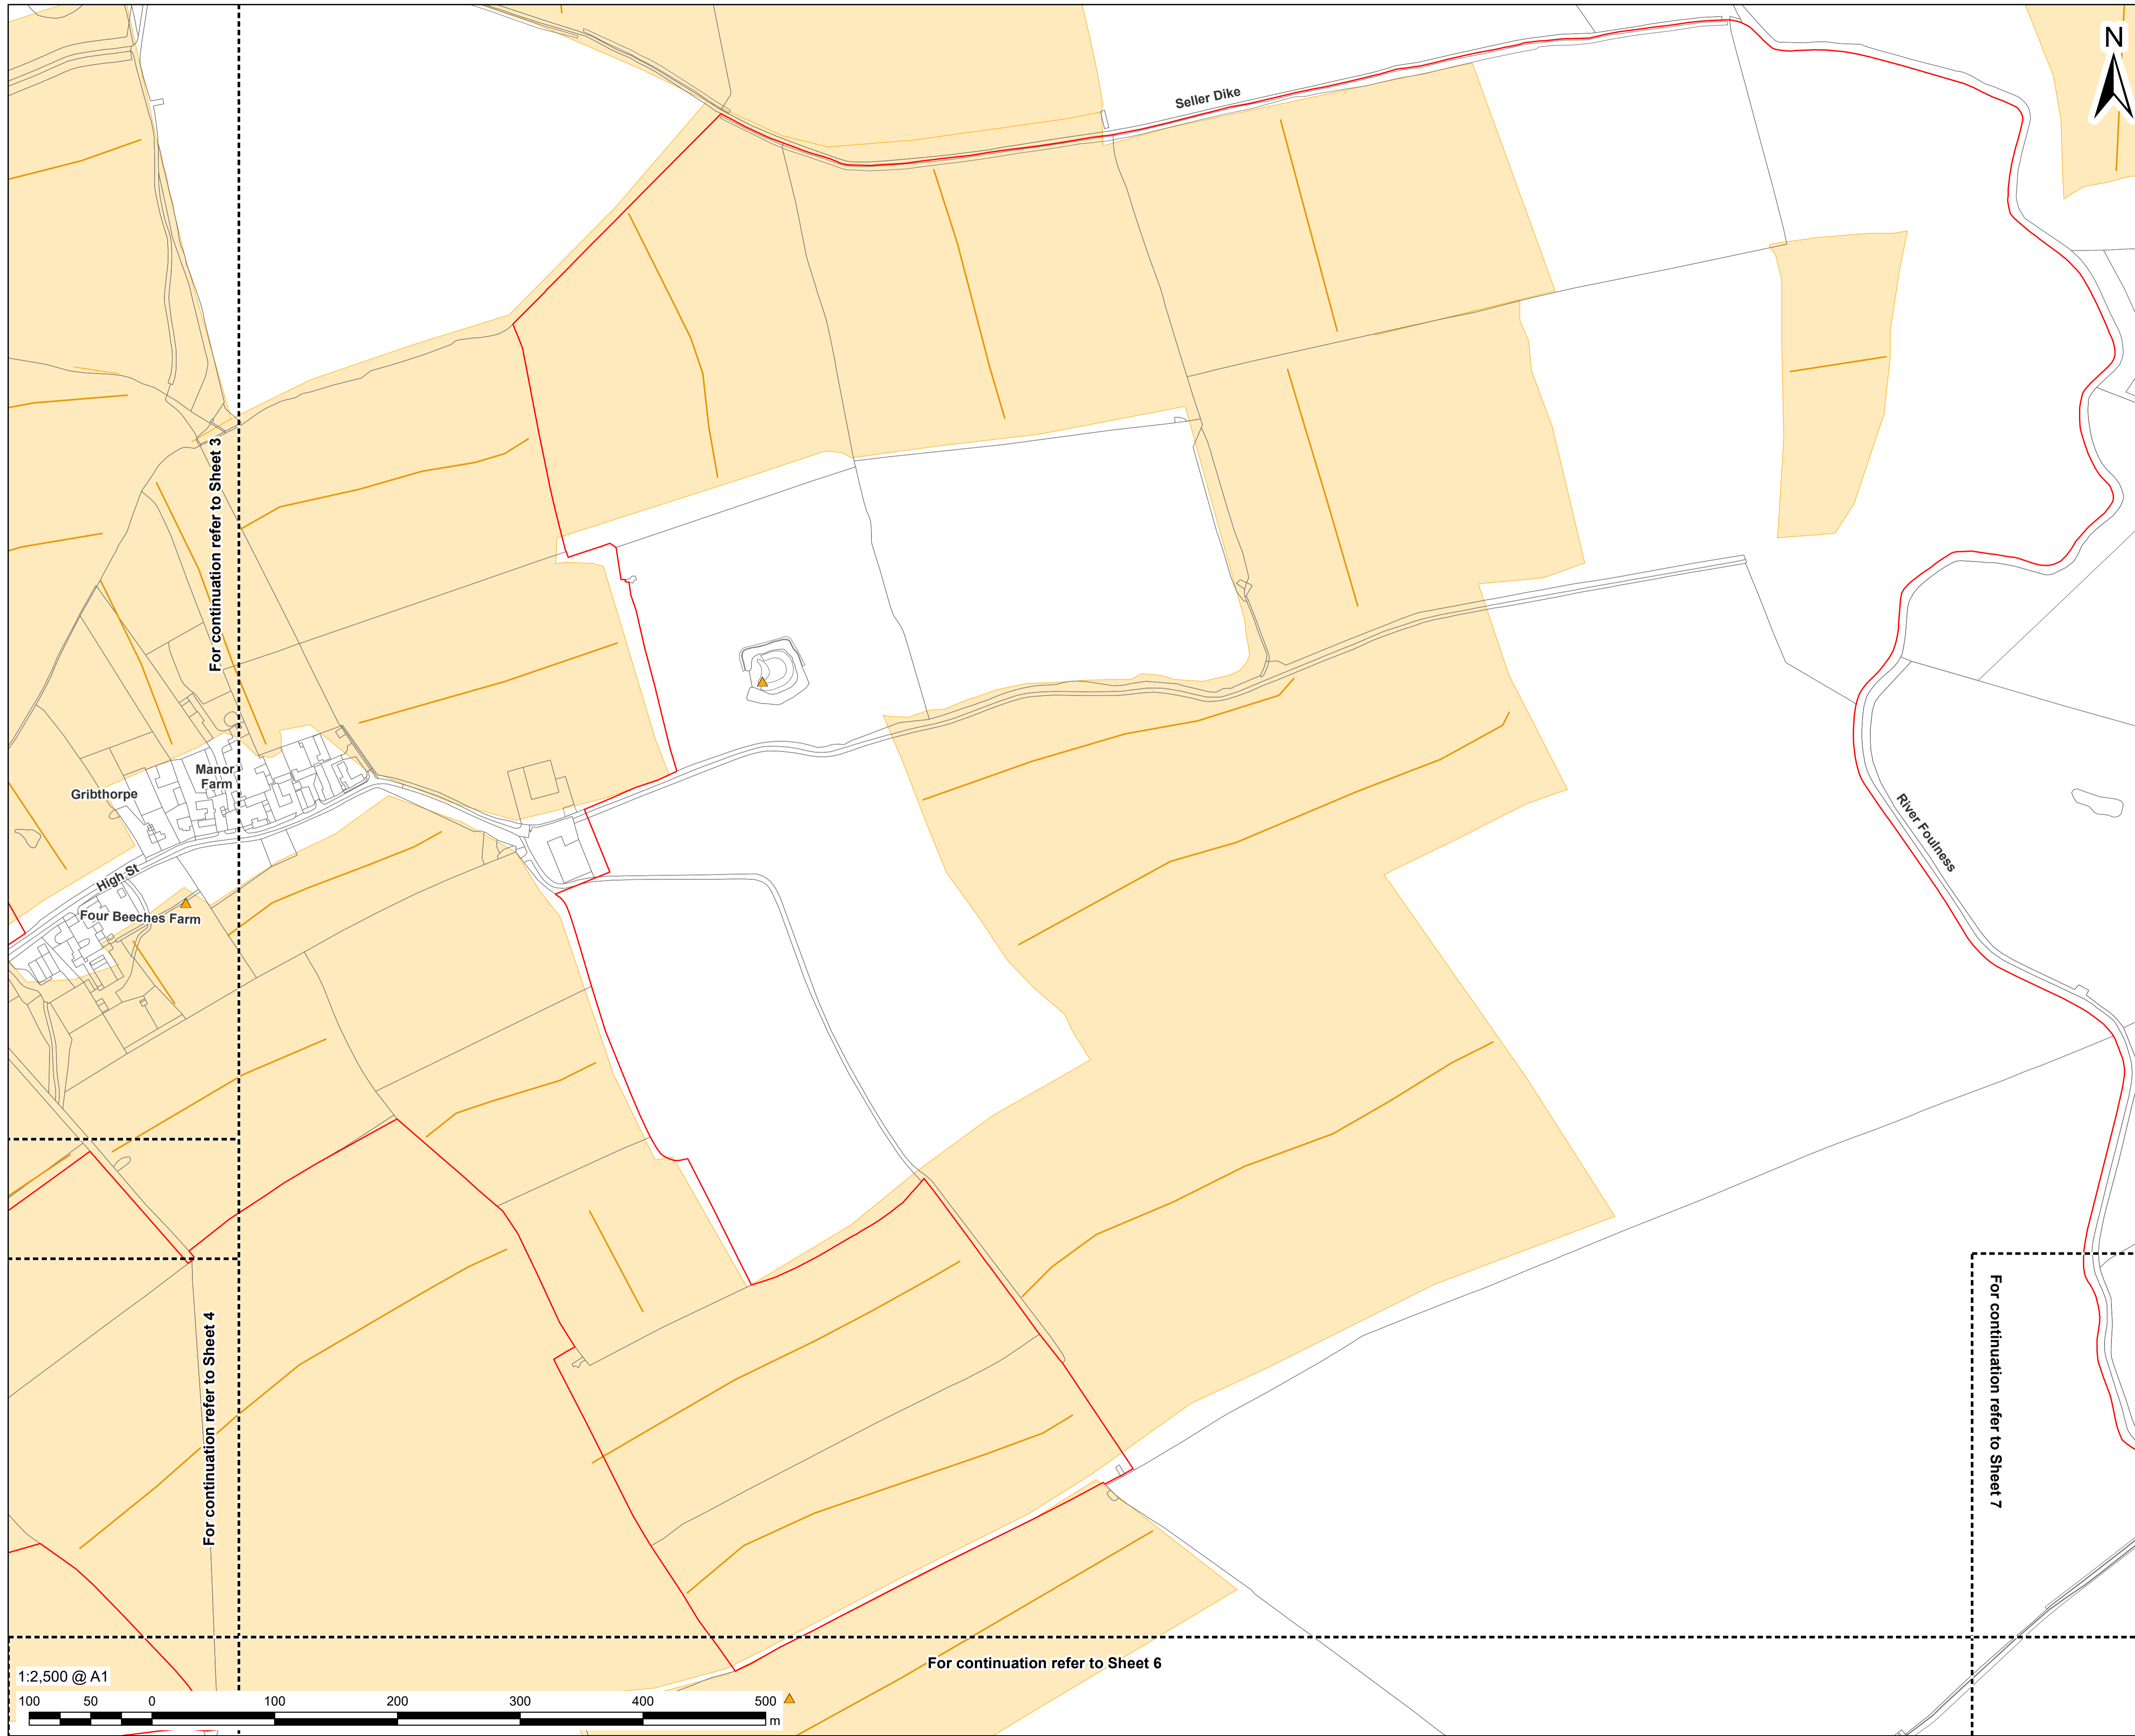 N
Seller Dike
For continuation refer to Sheet 3
Manor
Farm
Gribthorpe
High St
Four Beeches Farm
River Foulness
For continuation refer to Sheet 4
For continuation refer to Sheet 7
For continuation refer to Sheet 6
1:2,500 @ A1
100 50 0 100 200 300 400 500
m